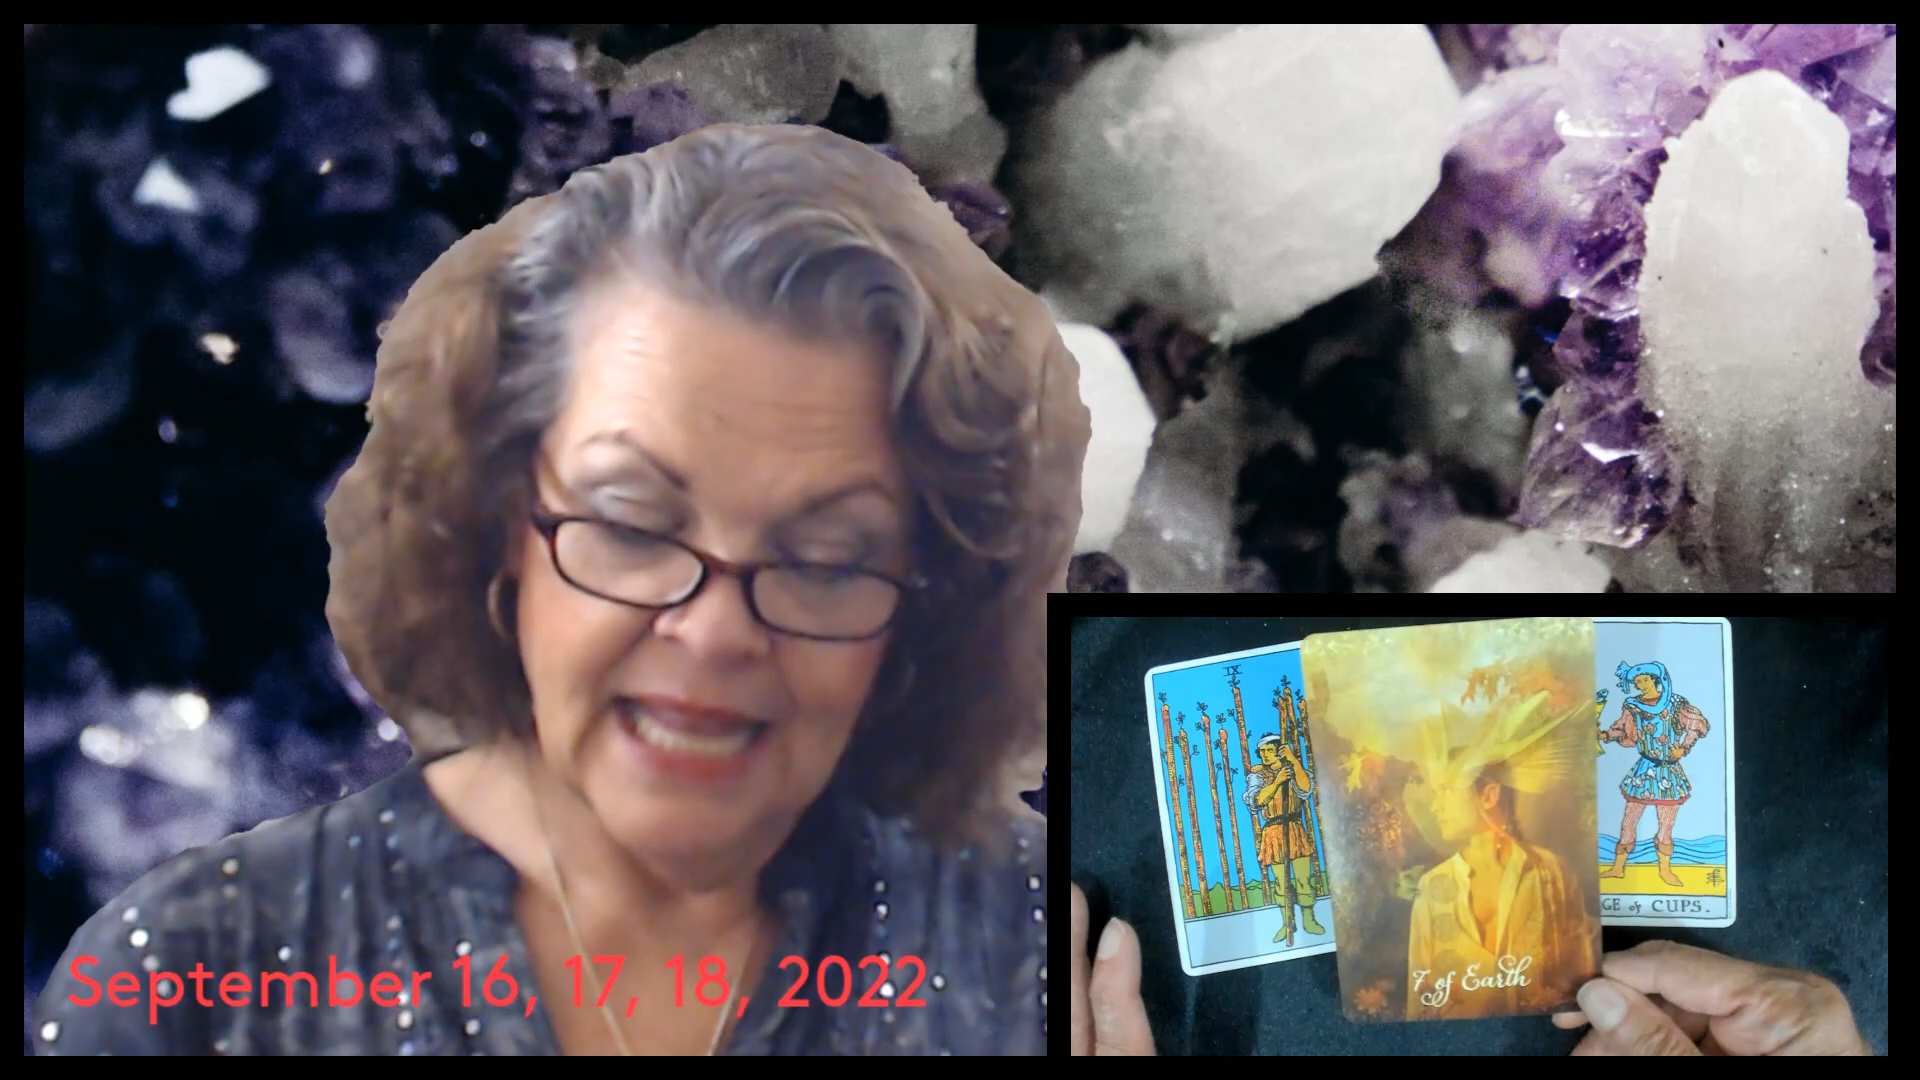 September 16, 17, 18, 2022
IX
7 of Earth
GE of CUPS.